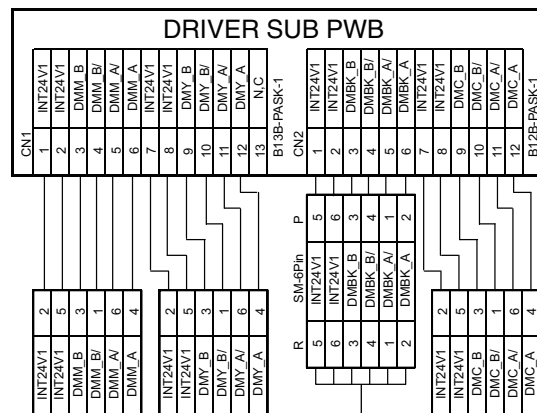 DRIVER SUB PWB
CN1
INT24V1
INT24V1
DMM_B
DMM_B/
DMM_A/
DMM_A
INT24V1
INT24V1
DMY_B
DMY_B/
DMY_A/
DMY_A
N,C
B13B-PASK-1
1
2
3
4
5
6
7
8
9
10
11
12
13
CN2
INT24V1
INT24V1
DMBK_B
DMBK_B/
DMBK_A/
DMBK_A
INT24V1
INT24V1
DMC_B
DMC_B/
DMC_A/
DMC_A
B12B-PASK-1
1
2
3
4
5
6
7
8
9
10
11
12
P
5
6
3
4
1
2
SM-6Pin
INT24V1
INT24V1
DMBK_B
DMBK_B/
DMBK_A/
DMBK_A
R
5
6
3
4
1
2
2
5
3
1
6
4
INT24V1
INT24V1
DMM_B
DMM_B/
DMM_A/
DMM_A
2
5
3
1
6
4
INT24V1
INT24V1
DMY_B
DMY_B/
DMY_A/
DMY_A
2
5
3
1
6
4
INT24V1
INT24V1
DMC_B
DMC_B/
DMC_A/
DMC_A